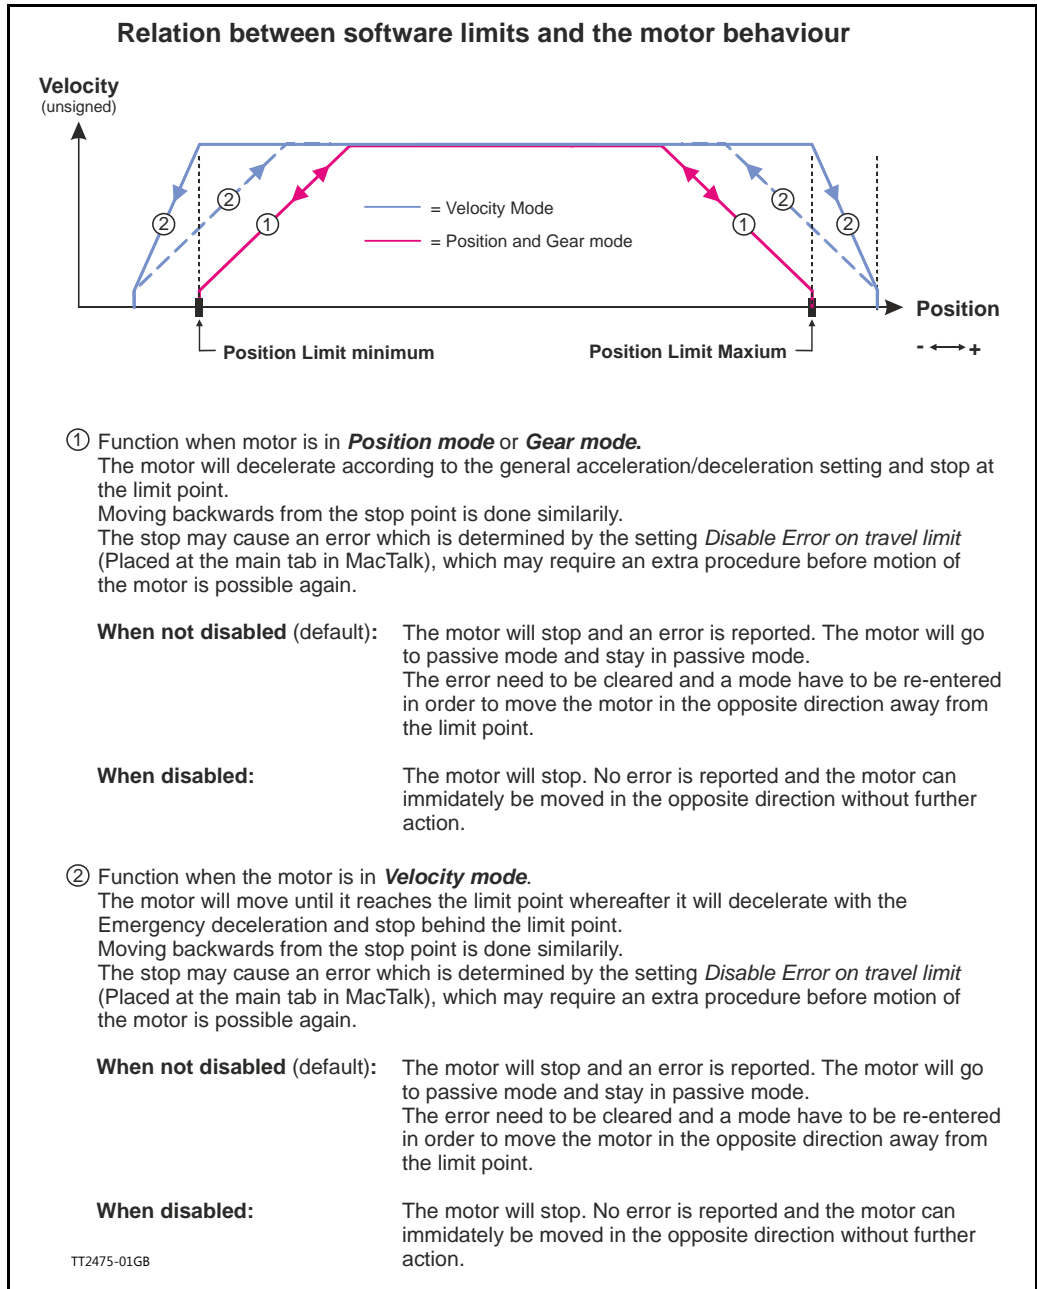 Relation between software limits and the motor behaviour
Velocity
(unsigned)
2
2
1
= Velocity Mode
= Position and Gear mode
1
2
2
Position
- +
Position Limit minimum
Position Limit Maxium
1 Function when motor is in Position mode or Gear mode.
The motor will decelerate according to the general acceleration/deceleration setting and stop at
the limit point.
Moving backwards from the stop point is done similarily.
The stop may cause an error which is determined by the setting Disable Error on travel limit
(Placed at the main tab in MacTalk), which may require an extra procedure before motion of
the motor is possible again.
When not disabled (default): The motor will stop and an error is reported. The motor will go
to passive mode and stay in passive mode.
The error need to be cleared and a mode have to be re-entered
in order to move the motor in the opposite direction away from
the limit point.
When disabled: The motor will stop. No error is reported and the motor can
immidately be moved in the opposite direction without further
action.
2 Function when the motor is in Velocity mode.
The motor will move until it reaches the limit point whereafter it will decelerate with the
Emergency deceleration and stop behind the limit point.
Moving backwards from the stop point is done similarily.
The stop may cause an error which is determined by the setting Disable Error on travel limit
(Placed at the main tab in MacTalk), which may require an extra procedure before motion of
the motor is possible again.
When not disabled (default): The motor will stop and an error is reported. The motor will go
to passive mode and stay in passive mode.
The error need to be cleared and a mode have to be re-entered
in order to move the motor in the opposite direction away from
the limit point.
When disabled: The motor will stop. No error is reported and the motor can
immidately be moved in the opposite direction without further
action.
TT2475-01GB